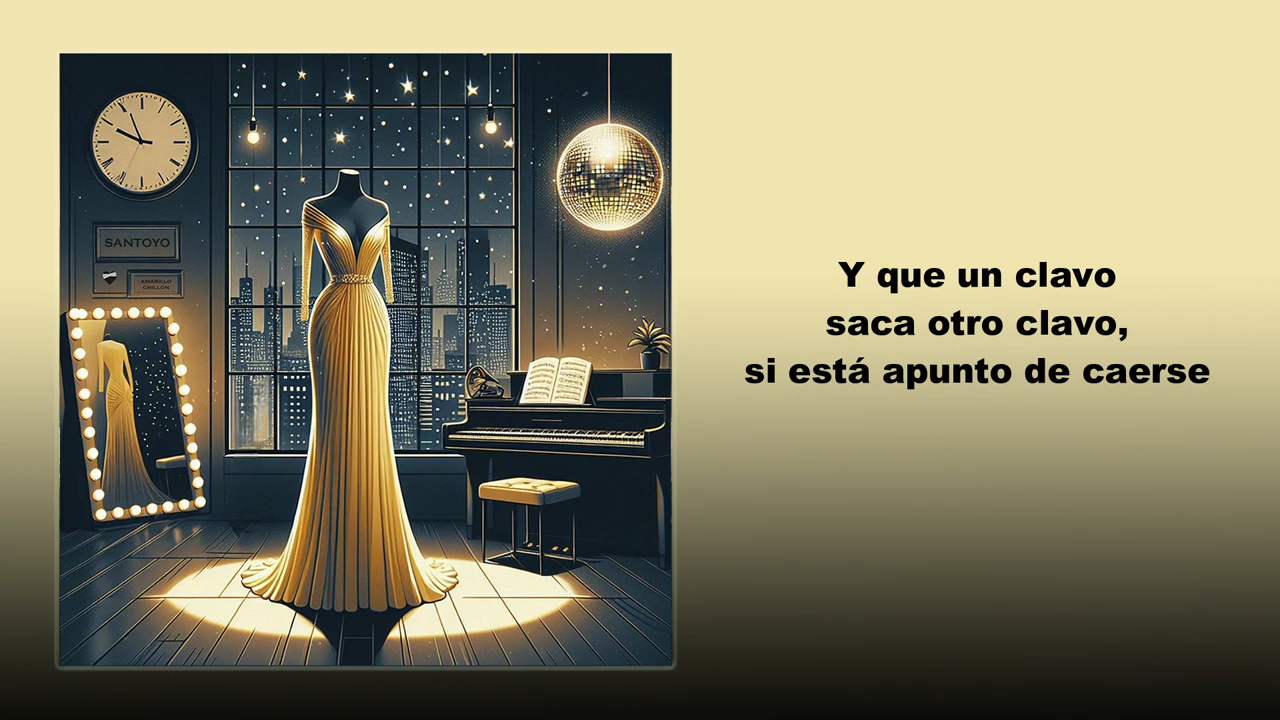 SANTOYO
AMARILLO
CHILLÓN
Y que un clavo
saca otro clavo,
si está apunto de caerse